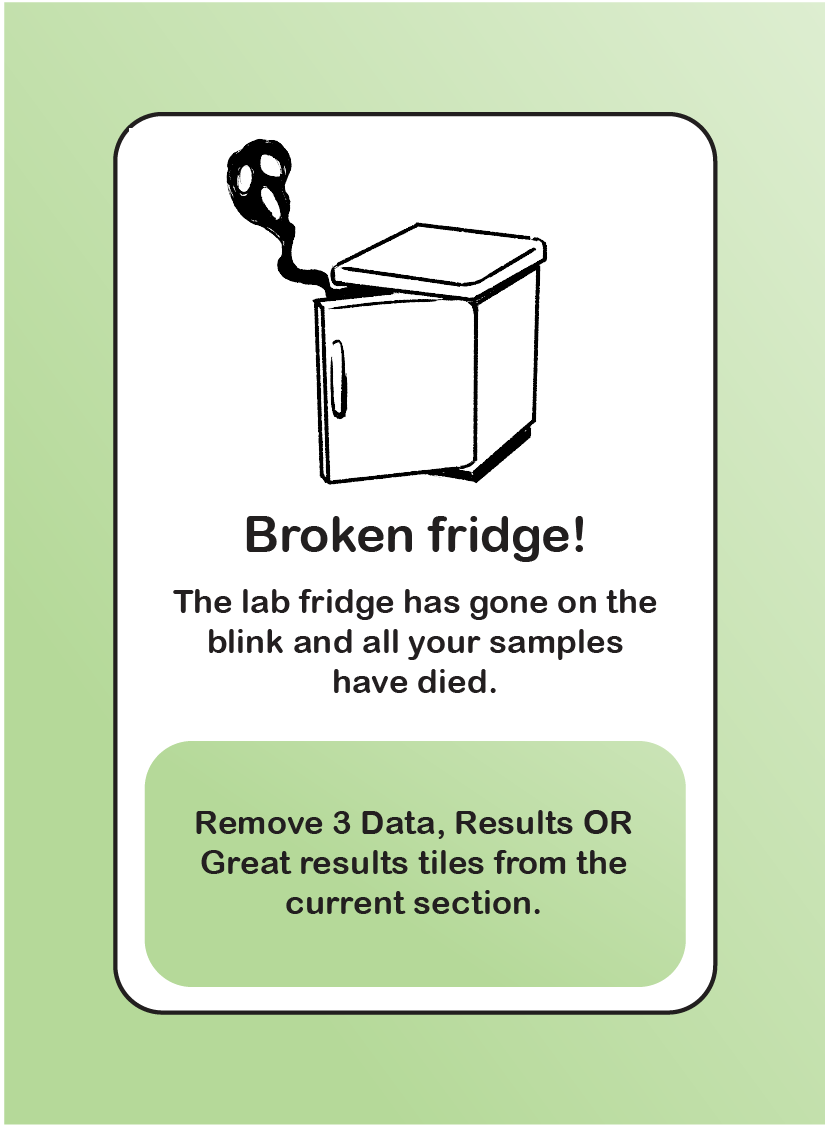 Broken fridge!
The lab fridge has gone on the
blink and all your samples
have died.
Remove 3 Data, Results OR
Great results tiles from the
current section.